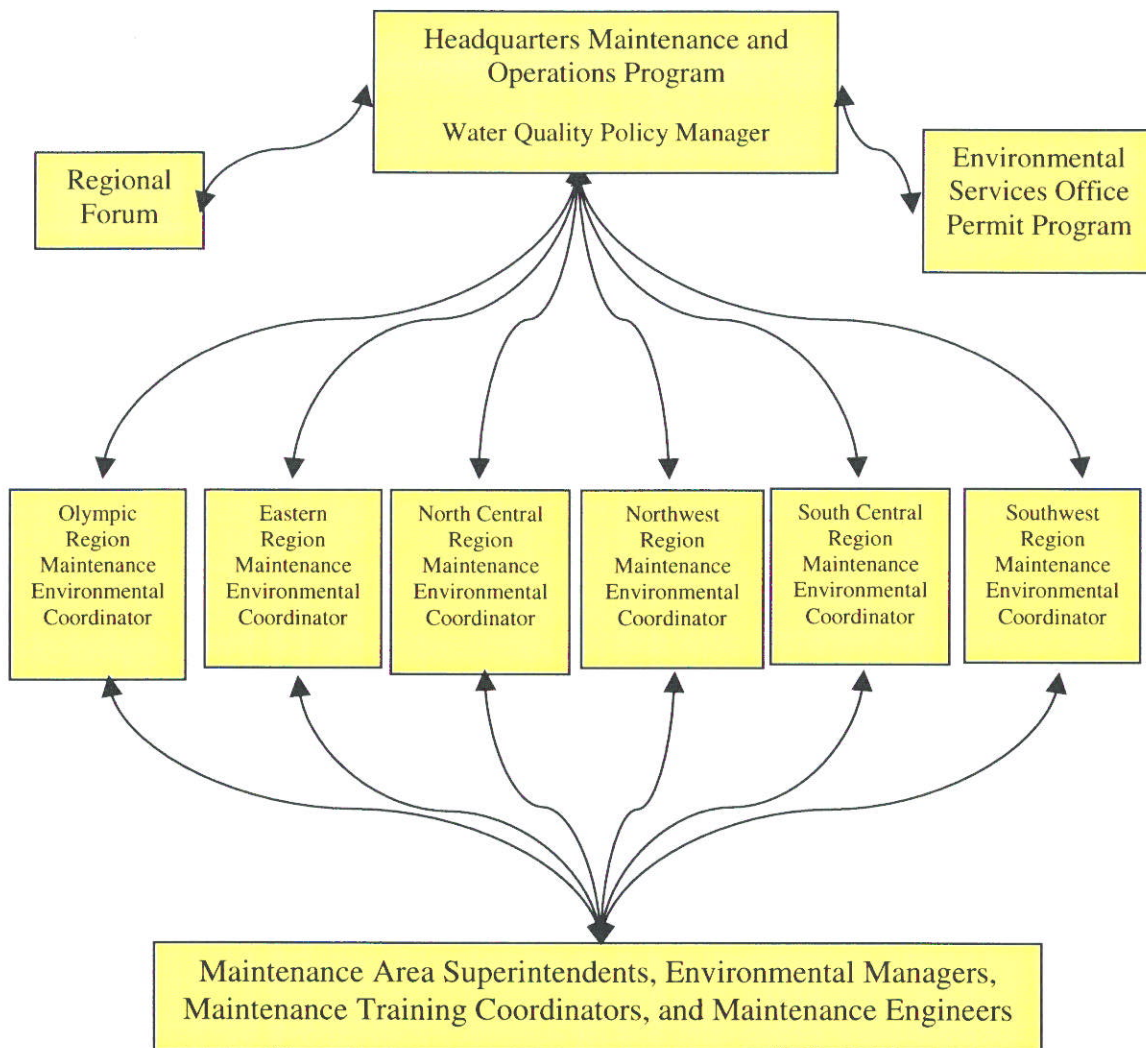 Headquarters Maintenance and
Operations Program
Water Quality Policy Manager
Regional
Forum
Environmental
Services Office
Permit Program
Olympic
Region
Maintenance
Environmental
Coordinator
Eastern
Region
Maintenance
Environmental
Coordinator
North Central
Region
Maintenance
Environmental
Coordinator
Northwest
Region
Maintenance
Environmental
Coordinator
South Central
Region
Maintenance
Environmental
Coordinator
Southwest
Region
Maintenance
Environmental
Coordinator
Maintenance Area Superintendents, Environmental Managers,
Maintenance Training Coordinators, and Maintenance Engineers